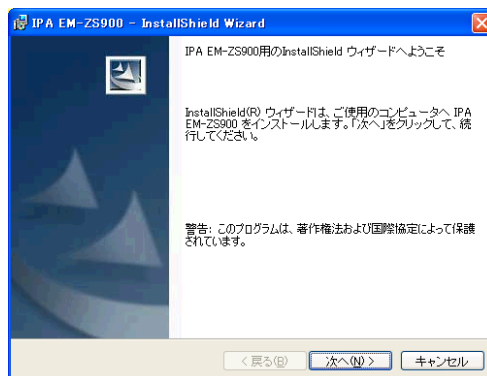 IPA EM-ZS900 - InstallShield Wizard
IPA EM-ZS900用のInstallShield ウィザードへようこそ
InstallShield(R) ウィザードは、ご使用のコンピュータへ IPA
EM-ZS900 をインストールします。「次へ」をクリックして、続
行してください。
警告: このプログラムは、著作権法および国際協定によって保護
されています。
< 戻る(B) 次へ(N) > キャンセル